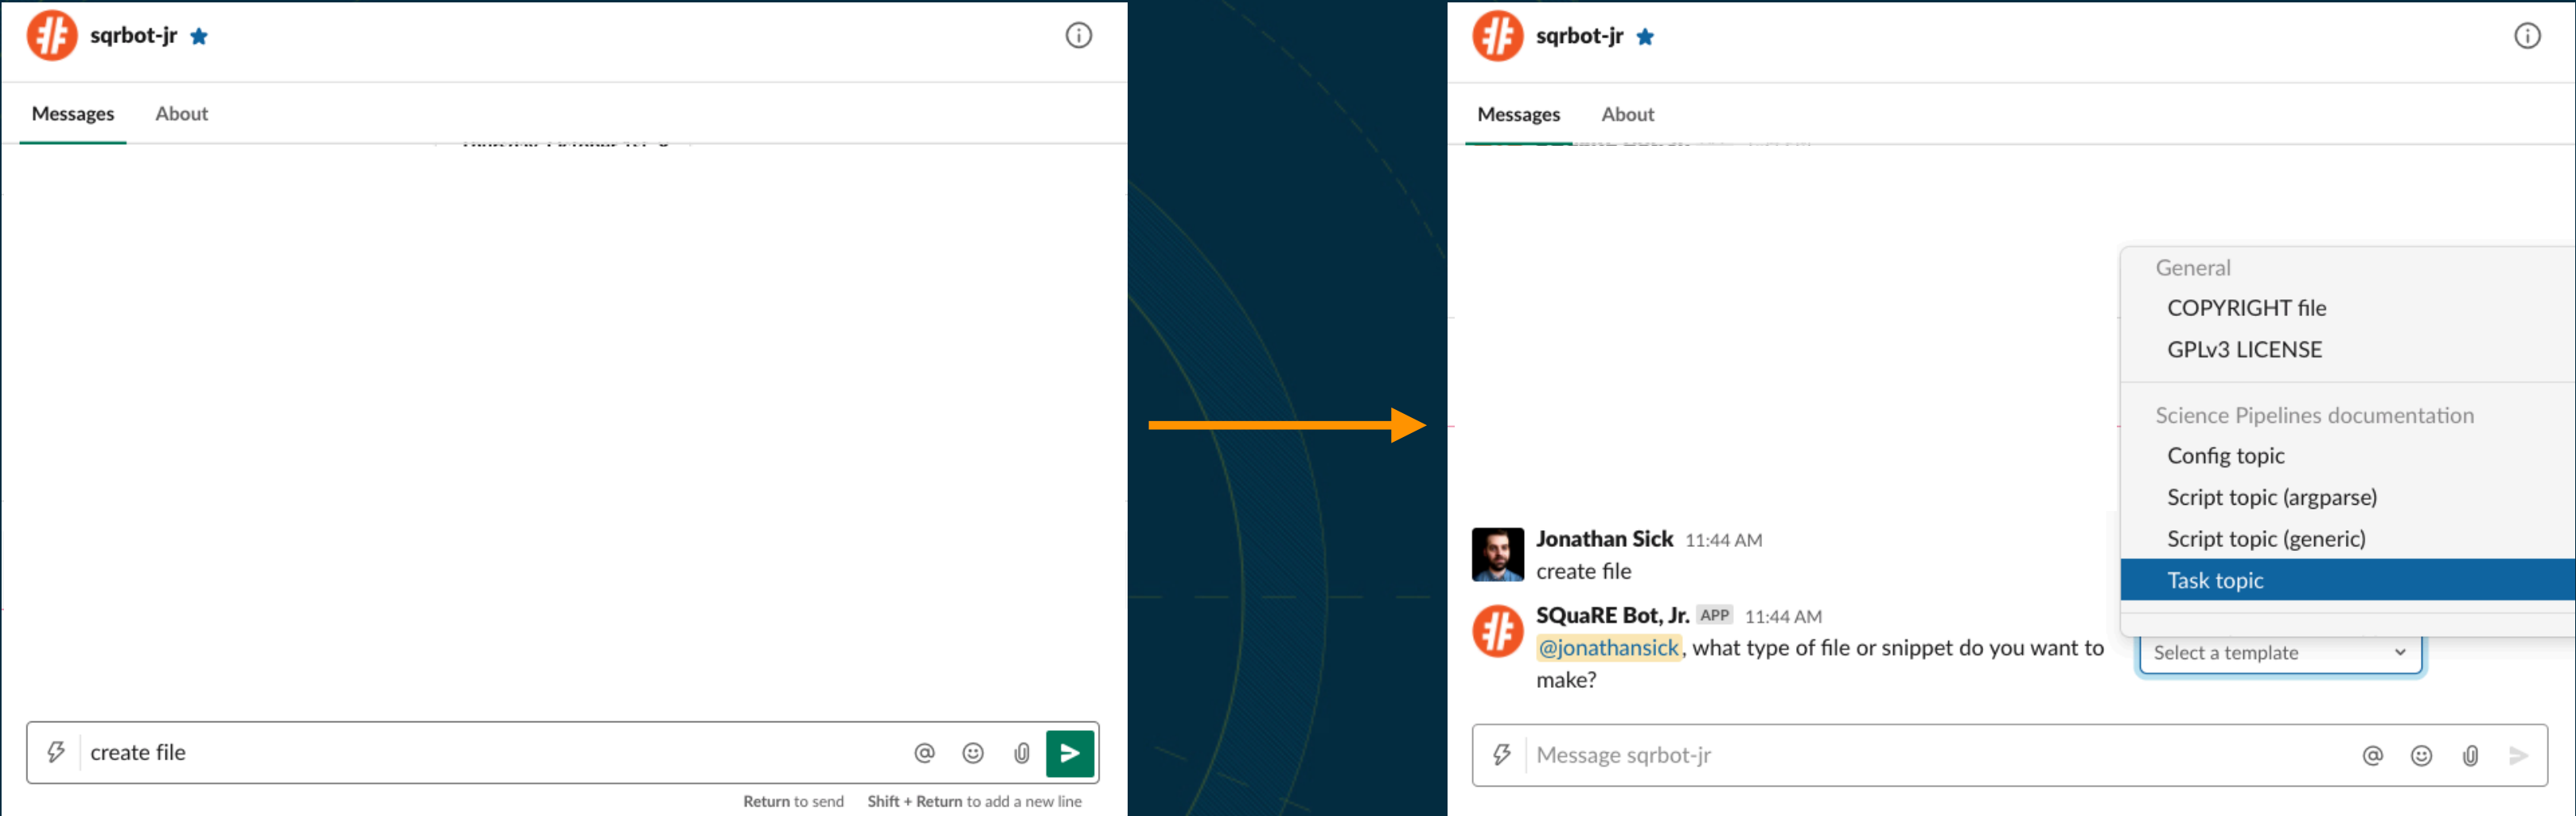 sqrbot-jr
Messages About
create file
Return to send Shift + Return to add a new line
sqrbot-jr
Messages About
General
COPYRIGHT file
GPLv3 LICENSE
Science Pipelines documentation
Config topic
Script topic (argparse)
Script topic (generic)
Task topic
Jonathan Sick 11:44 AM
create file
SQuaRE Bot, Jr. APP 11:44 AM
@jonathansick, what type of file or snippet do you want to
make?
Select a template
Message sqrbot-jr